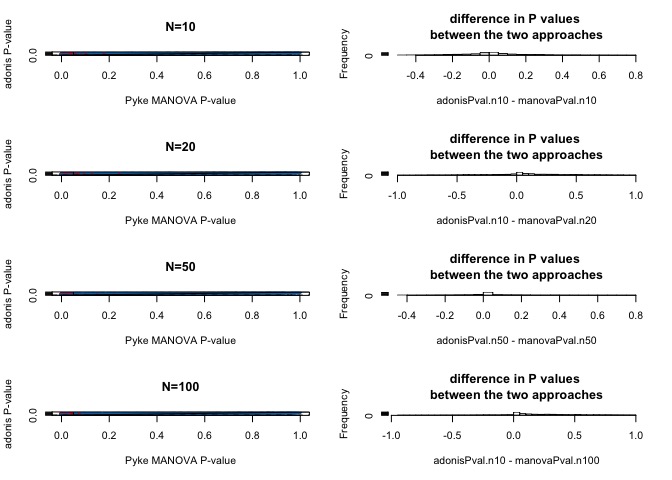 N=10
adonis P-value
0.0
0.0 0.2 0.4 0.6 0.8 1.0
Pyke MANOVA P-value
difference in P values
between the two approaches
Frequency
0
-0.4 -0.2 0.0 0.2 0.4 0.6 0.8
adonisPval.n10 - manovaPval.n10
N=20
adonis P-value
0.0
0.0 0.2 0.4 0.6 0.8 1.0
Pyke MANOVA P-value
difference in P values
between the two approaches
Frequency
0
-1.0 -0.5 0.0 0.5 1.0
adonisPval.n10 - manovaPval.n20
N=50
adonis P-value
0.0
0.0 0.2 0.4 0.6 0.8 1.0
Pyke MANOVA P-value
difference in P values
between the two approaches
Frequency
0
-0.4 -0.2 0.0 0.2 0.4 0.6 0.8
adonisPval.n50 - manovaPval.n50
N=100
adonis P-value
0.0
0.0 0.2 0.4 0.6 0.8 1.0
Pyke MANOVA P-value
difference in P values
between the two approaches
Frequency
0
-1.0 -0.5 0.0 0.5 1.0
adonisPval.n10 - manovaPval.n100